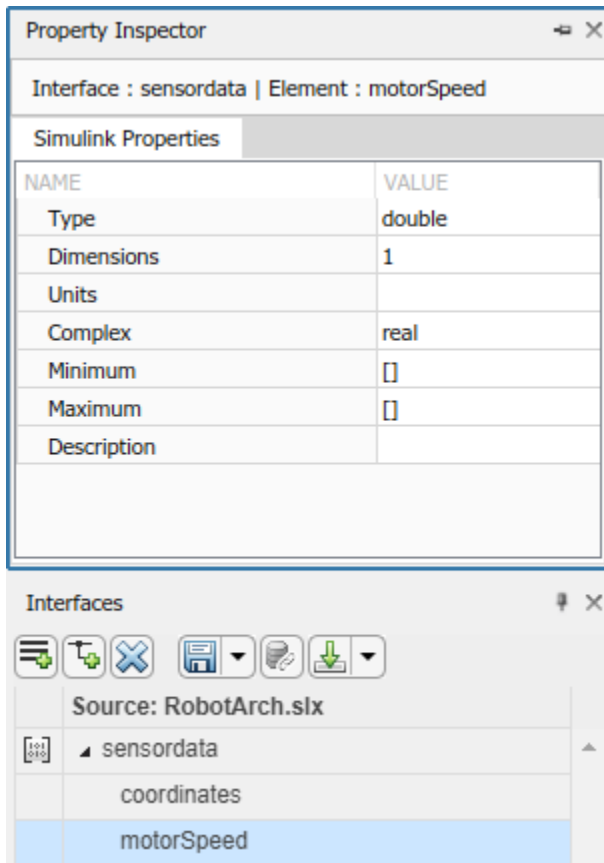 Property Inspector
Interface : sensordata | Element : motorSpeed
Simulink Properties
NAME VALUE
Type double
Dimensions 1
Units
Complex real
Minimum []
Maximum []
Description
Interfaces
Source: RobotArch.slx
sensordata
coordinates
motorSpeed